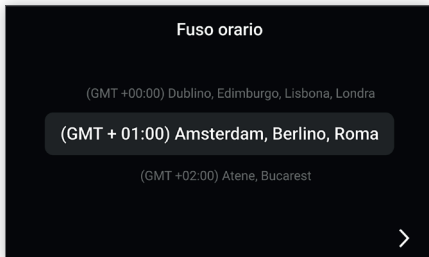 Fuso orario
(GMT +00:00) Dublino, Edimburgo, Lisbona, Londra
(GMT + 01:00) Amsterdam, Berlino, Roma
(GMT +02:00) Atene, Bucarest